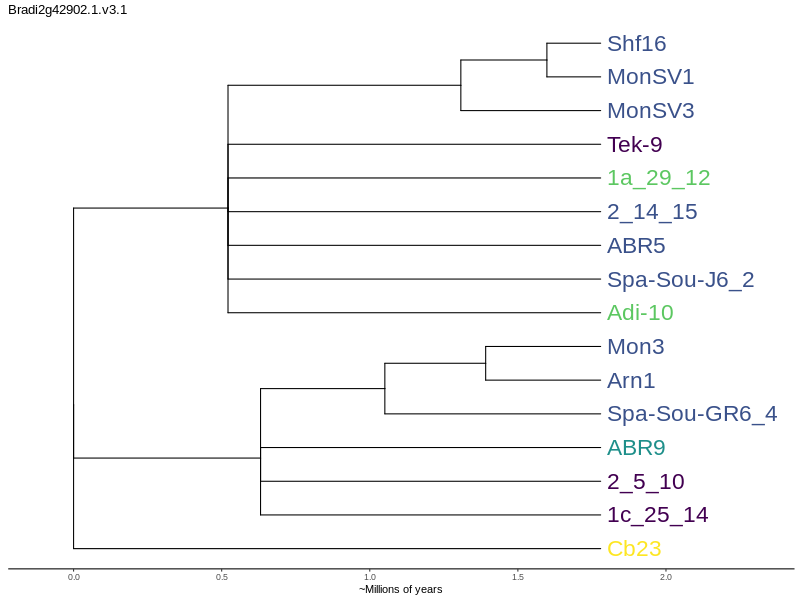 Bradi2g42902.1.v3.1
Shf16
MonSV1
MonSV3
Tek-9
1a_29_12
2_14_15
ABR5
Spa-Sou-J6_2
Adi-10
Mon3
Arn1
Spa-Sou-GR6_4
ABR9
2_5_10
1c_25_14
Cb23
0.0 0.5 1.0 1.5 2.0
~Millions of years